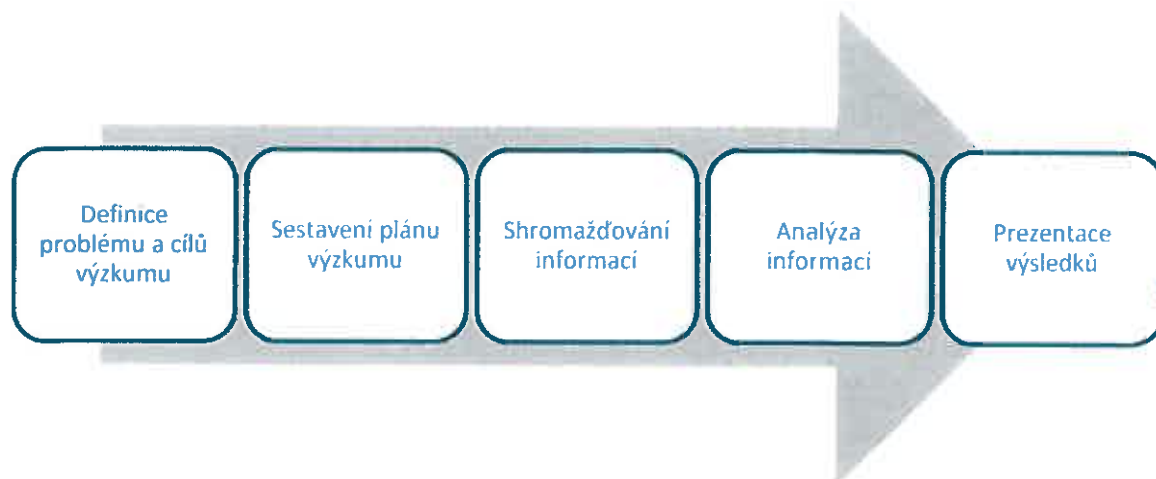 Definice
problému a cílů
výzkumu
Sestavení plánu
výzkumu
Shromažďování
informací
Analýza
informací
Prezentace
výsledků